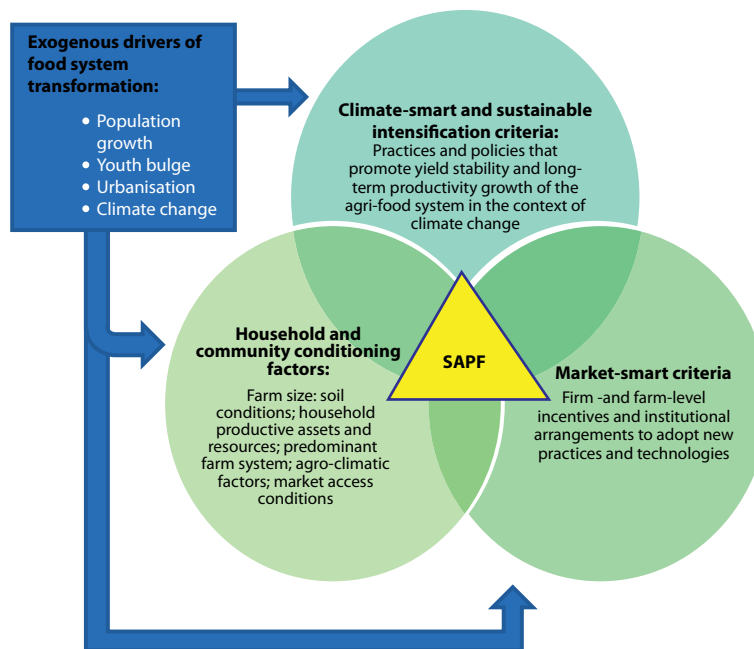 Exogenous drivers of
food system
transformation:
• Population
growth
• Youth bulge
• Urbanisation
• Climate change
Climate-smart and sustainable
intensification criteria:
Practices and policies that
promote yield stability and long-
term productivity growth of the
agri-food system in the context of
climate change
Household and
community conditioning
factors:
Farm size: soil
conditions; household
productive assets and
resources; predominant
farm system; agro-climatic
factors; market access
conditions
SAPF
Market-smart criteria
Firm -and farm-level
incentives and institutional
arrangements to adopt new
practices and technologies